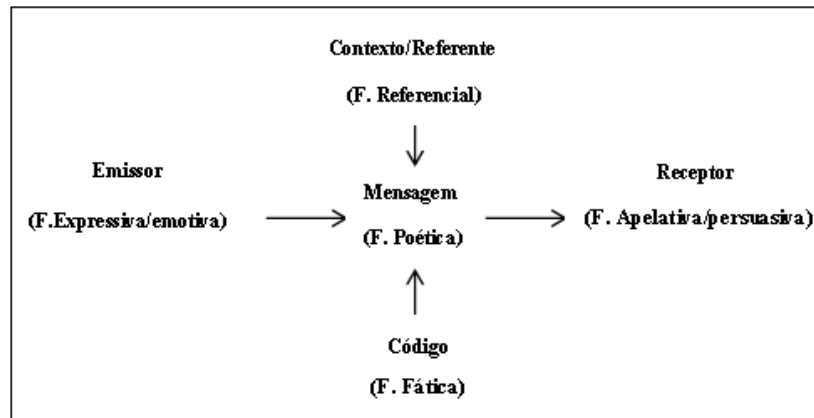 Contexto/Referente
(F. Referencial)
Emissor
(F.Expressiva/emotiva)
Mensagem
(F. Poética)
Receptor
(F. Apelativa/persuasiva)
Código
(F. Fática)